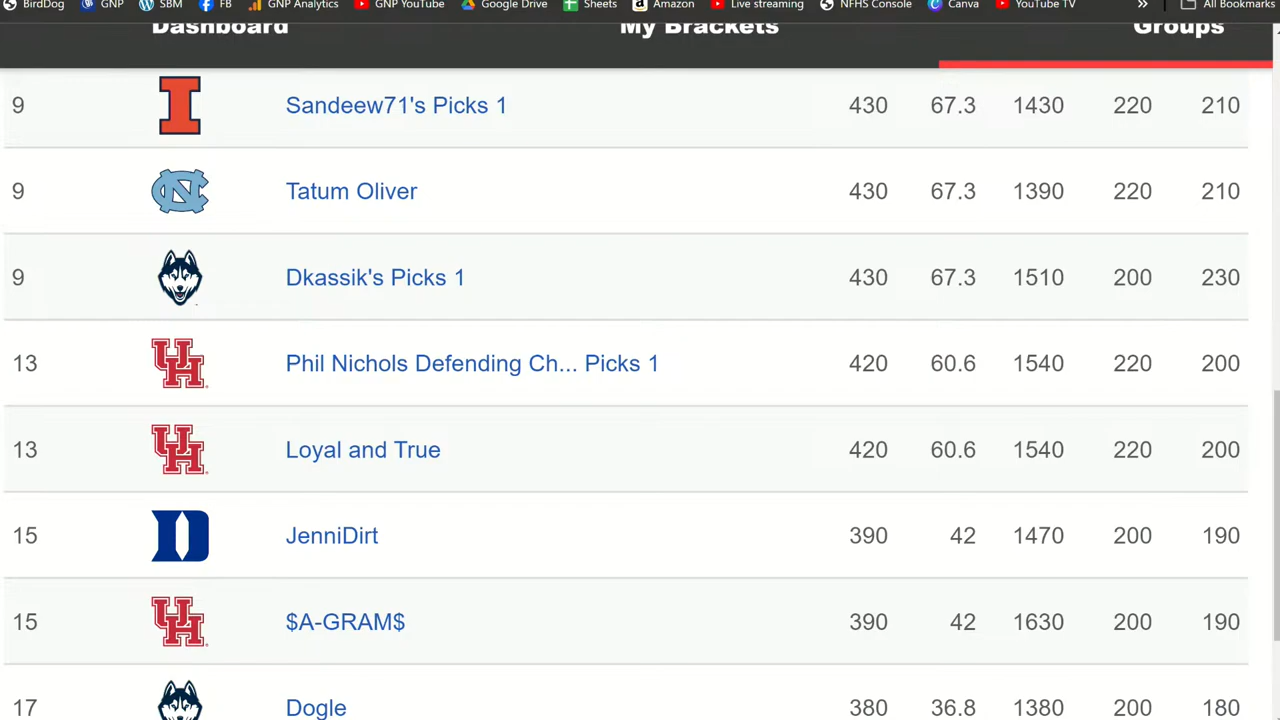 BirdDog GNP SBM FB GNP Analytics GNP YouTube Google Drive Sheets Amazon Live streaming NFHS Console Canva YouTube TV » All Bookmarks
Dashboard My Brackets Groups
9 Sandeew71's Picks 1 430 67.3 1430 220 210
9 Tatum Oliver 430 67.3 1390 220 210
9 Dkassik's Picks 1 430 67.3 1510 200 230
13 Phil Nichols Defending Ch... Picks 1 420 60.6 1540 220 200
13 Loyal and True 420 60.6 1540 220 200
15 JenniDirt 390 42 1470 200 190
15 $A-GRAM$ 390 42 1630 200 190
17 Dogle 380 36.8 1380 200 180